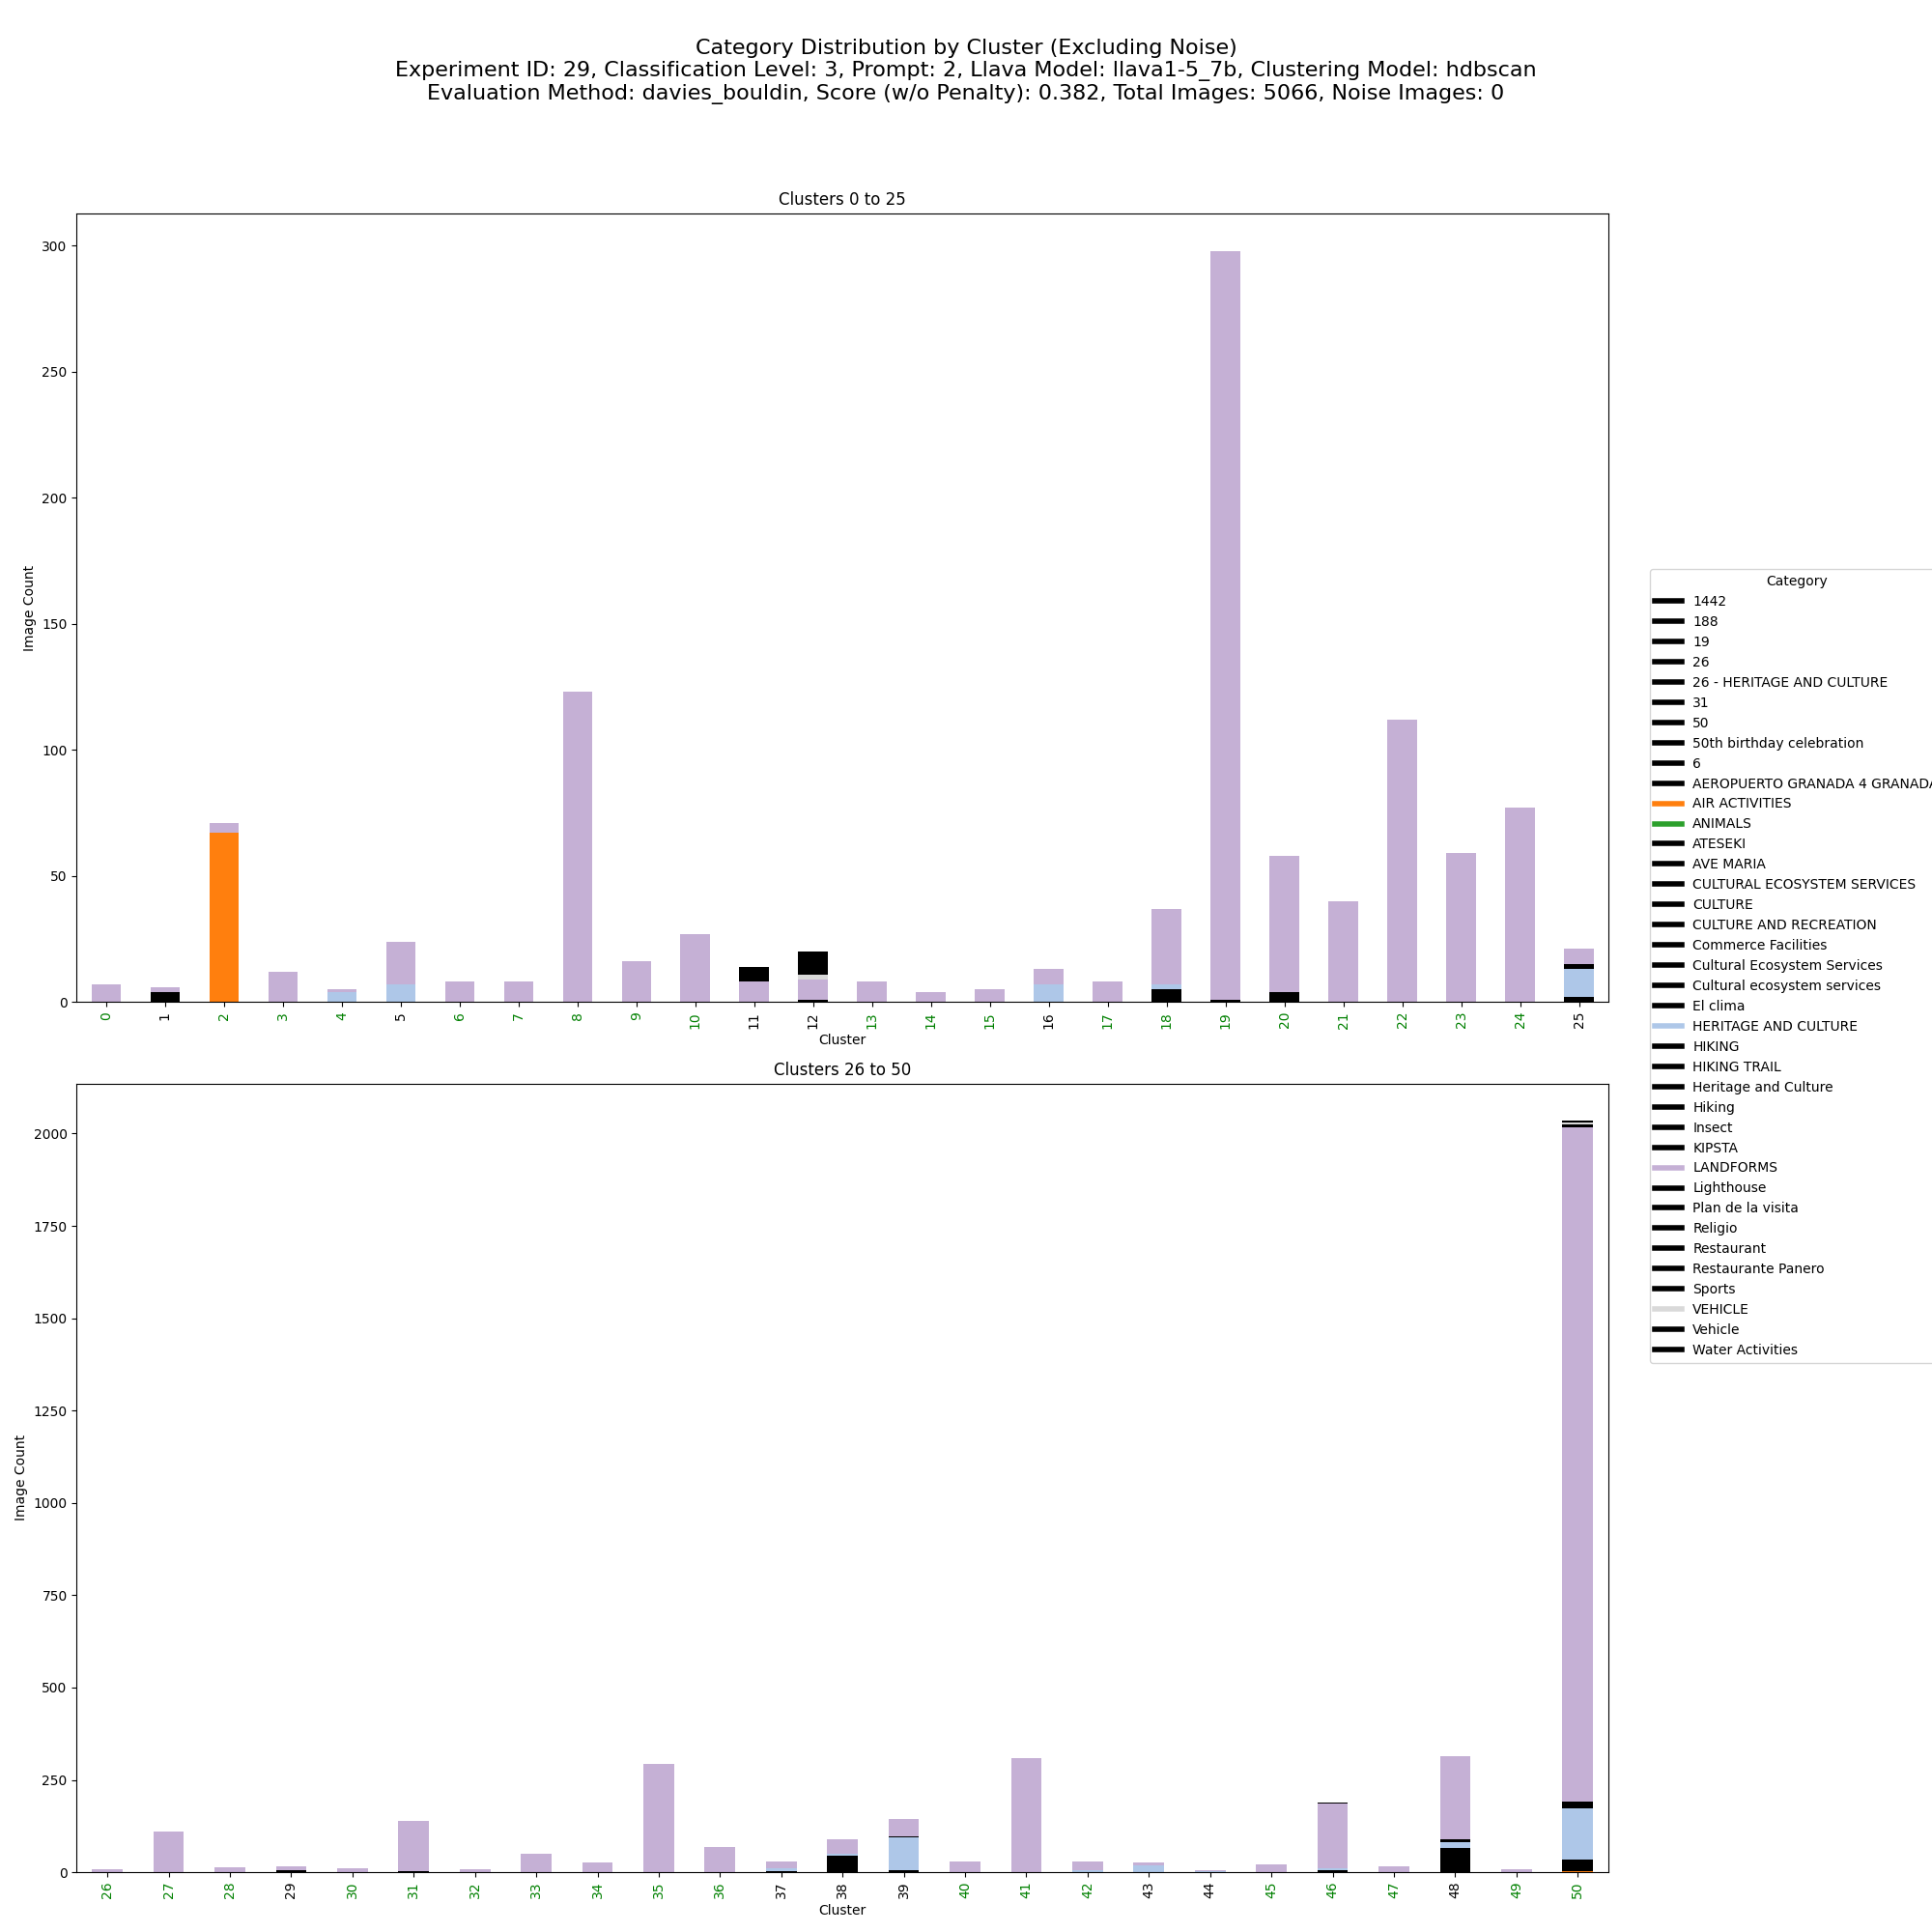 Category Distribution by Cluster (Excluding Noise)
Experiment ID: 29, Classification Level: 3, Prompt: 2, Llava Model: llava1-5_7b, Clustering Model: hdbscan
Evaluation Method: davies_bouldin, Score (w/o Penalty): 0.382, Total Images: 5066, Noise Images: 0
Clusters 0 to 25
300
250
200
150
100
50
0
Image Count
0 1 2 3 4 5 6 7 8 9 10 11 12 13 14 15 16 17 18 19 20 21 22 23 24 25
Cluster
Clusters 26 to 50
2000
1750
1500
1250
1000
750
500
250
0
Image Count
26 27 28 29 30 31 32 33 34 35 36 37 38 39 40 41 42 43 44 45 46 47 48 49 50
Cluster
Category
1442
188
19
26
26 - HERITAGE AND CULTURE
31
50
50th birthday celebration
6
AEROPUERTO GRANADA 4 GRANADA
AIR ACTIVITIES
ANIMALS
ATESEKI
AVE MARIA
CULTURAL ECOSYSTEM SERVICES
CULTURE
CULTURE AND RECREATION
Commerce Facilities
Cultural Ecosystem Services
Cultural ecosystem services
El clima
HERITAGE AND CULTURE
HIKING
HIKING TRAIL
Heritage and Culture
Hiking
Insect
KIPSTA
LANDFORMS
Lighthouse
Plan de la visita
Religio
Restaurant
Restaurante Panero
Sports
VEHICLE
Vehicle
Water Activities